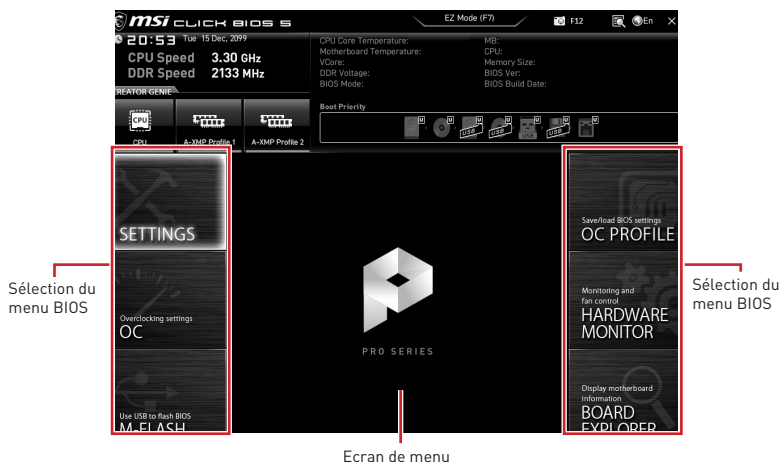 msi CLICK BIOS 5
EZ Mode (F7)
F12
En
X
20:53 Tue 15 Dec, 2099
CPU Speed 3.30 GHz
DDR Speed 2133 MHz
CPU Core Temperature:
Motherboard Temperature:
VCore:
DDR Voltage:
BIOS Mode:
MB:
CPU:
Memory Size:
BIOS Ver:
BIOS Build Date:
REATOR GENIE
CPU
CPU
A-XMP Profile 1
A-XMP Profile 2
Boot Priority
U
U
USB U
USB U
USB U
USB U
U
SETTINGS
Overclocking settings
OC
Use USB to flash BIOS
M-FLASH
PRO SERIES
Save/load BIOS settings
OC PROFILE
Monitoring and
fan control
HARDWARE
MONITOR
Display motherboard
information
BOARD
EXPLORER
Sélection du
menu BIOS
Sélection du
menu BIOS
Ecran de menu